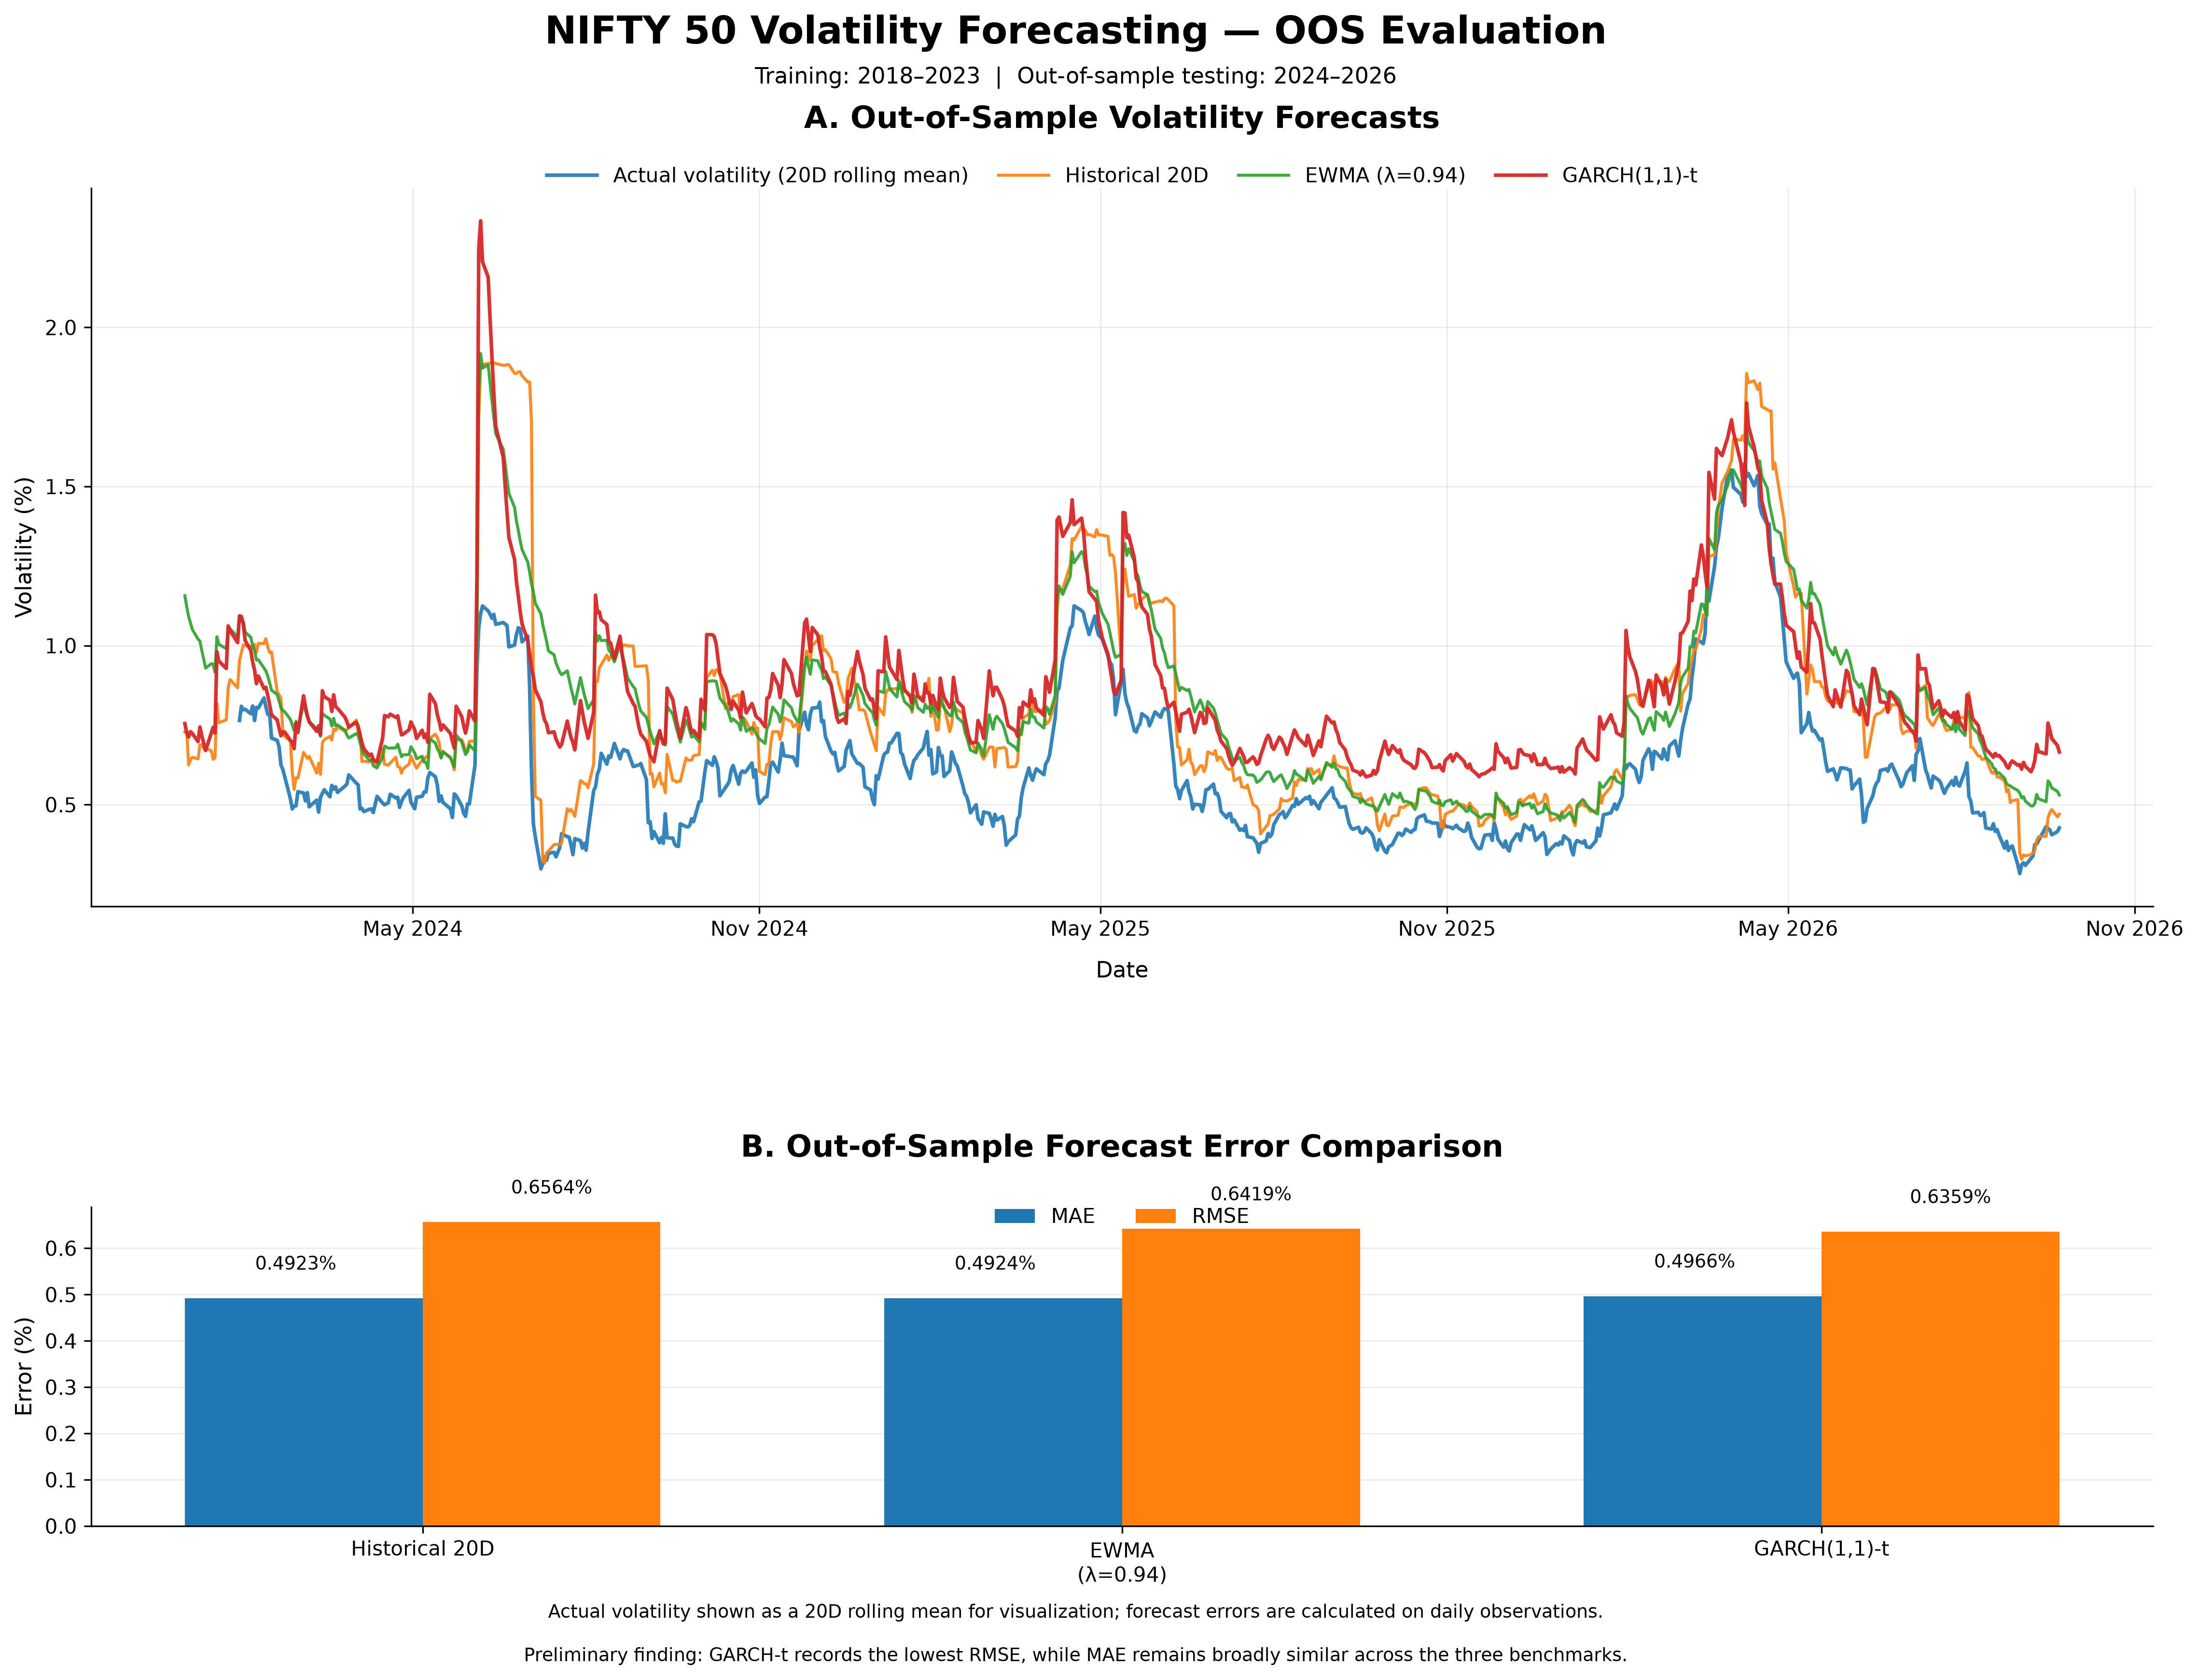 NIFTY 50 Volatility Forecasting — OOS Evaluation
Training: 2018–2023 | Out-of-sample testing: 2024–2026
A. Out-of-Sample Volatility Forecasts
Actual volatility (20D rolling mean) Historical 20D EWMA (λ=0.94) GARCH(1,1)-t
Volatility (%)
2.0
1.5
1.0
0.5
May 2024 Nov 2024 May 2025 Nov 2025 May 2026 Nov 2026
Date
B. Out-of-Sample Forecast Error Comparison
0.6564% 0.6419% 0.6359%
MAE RMSE
0.4923% 0.4924% 0.4966%
Error (%)
0.6
0.5
0.4
0.3
0.2
0.1
0.0
Historical 20D EWMA GARCH(1,1)-t
(λ=0.94)
Actual volatility shown as a 20D rolling mean for visualization; forecast errors are calculated on daily observations.
Preliminary finding: GARCH-t records the lowest RMSE, while MAE remains broadly similar across the three benchmarks.